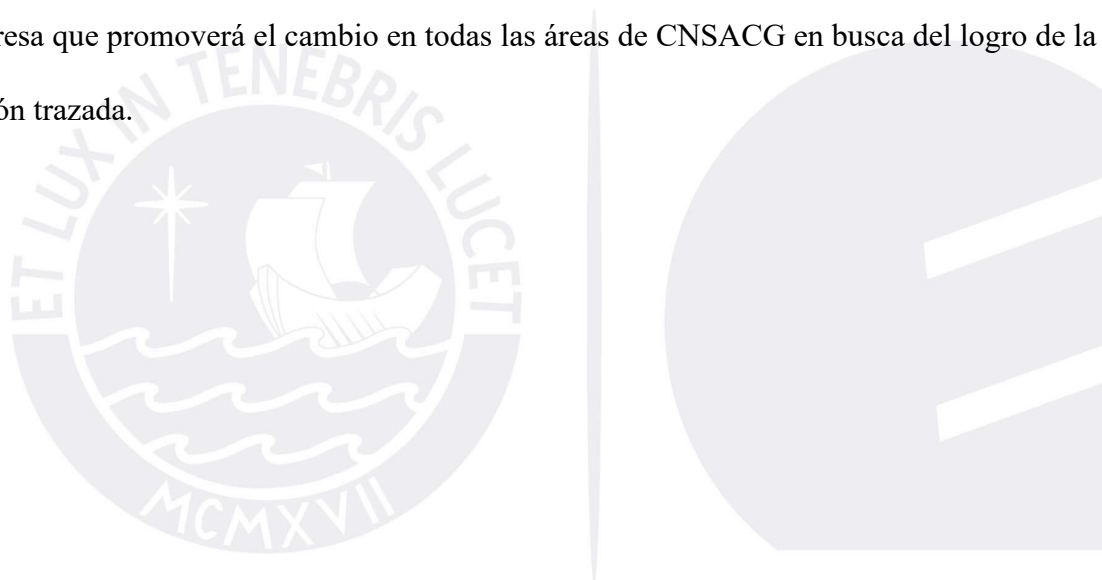 resa que promoverá el cambio en todas las áreas de CNSACG en busca del logro de la
ón trazada.
ET LUX IN TENEBRIS LUCET
MCMXVII